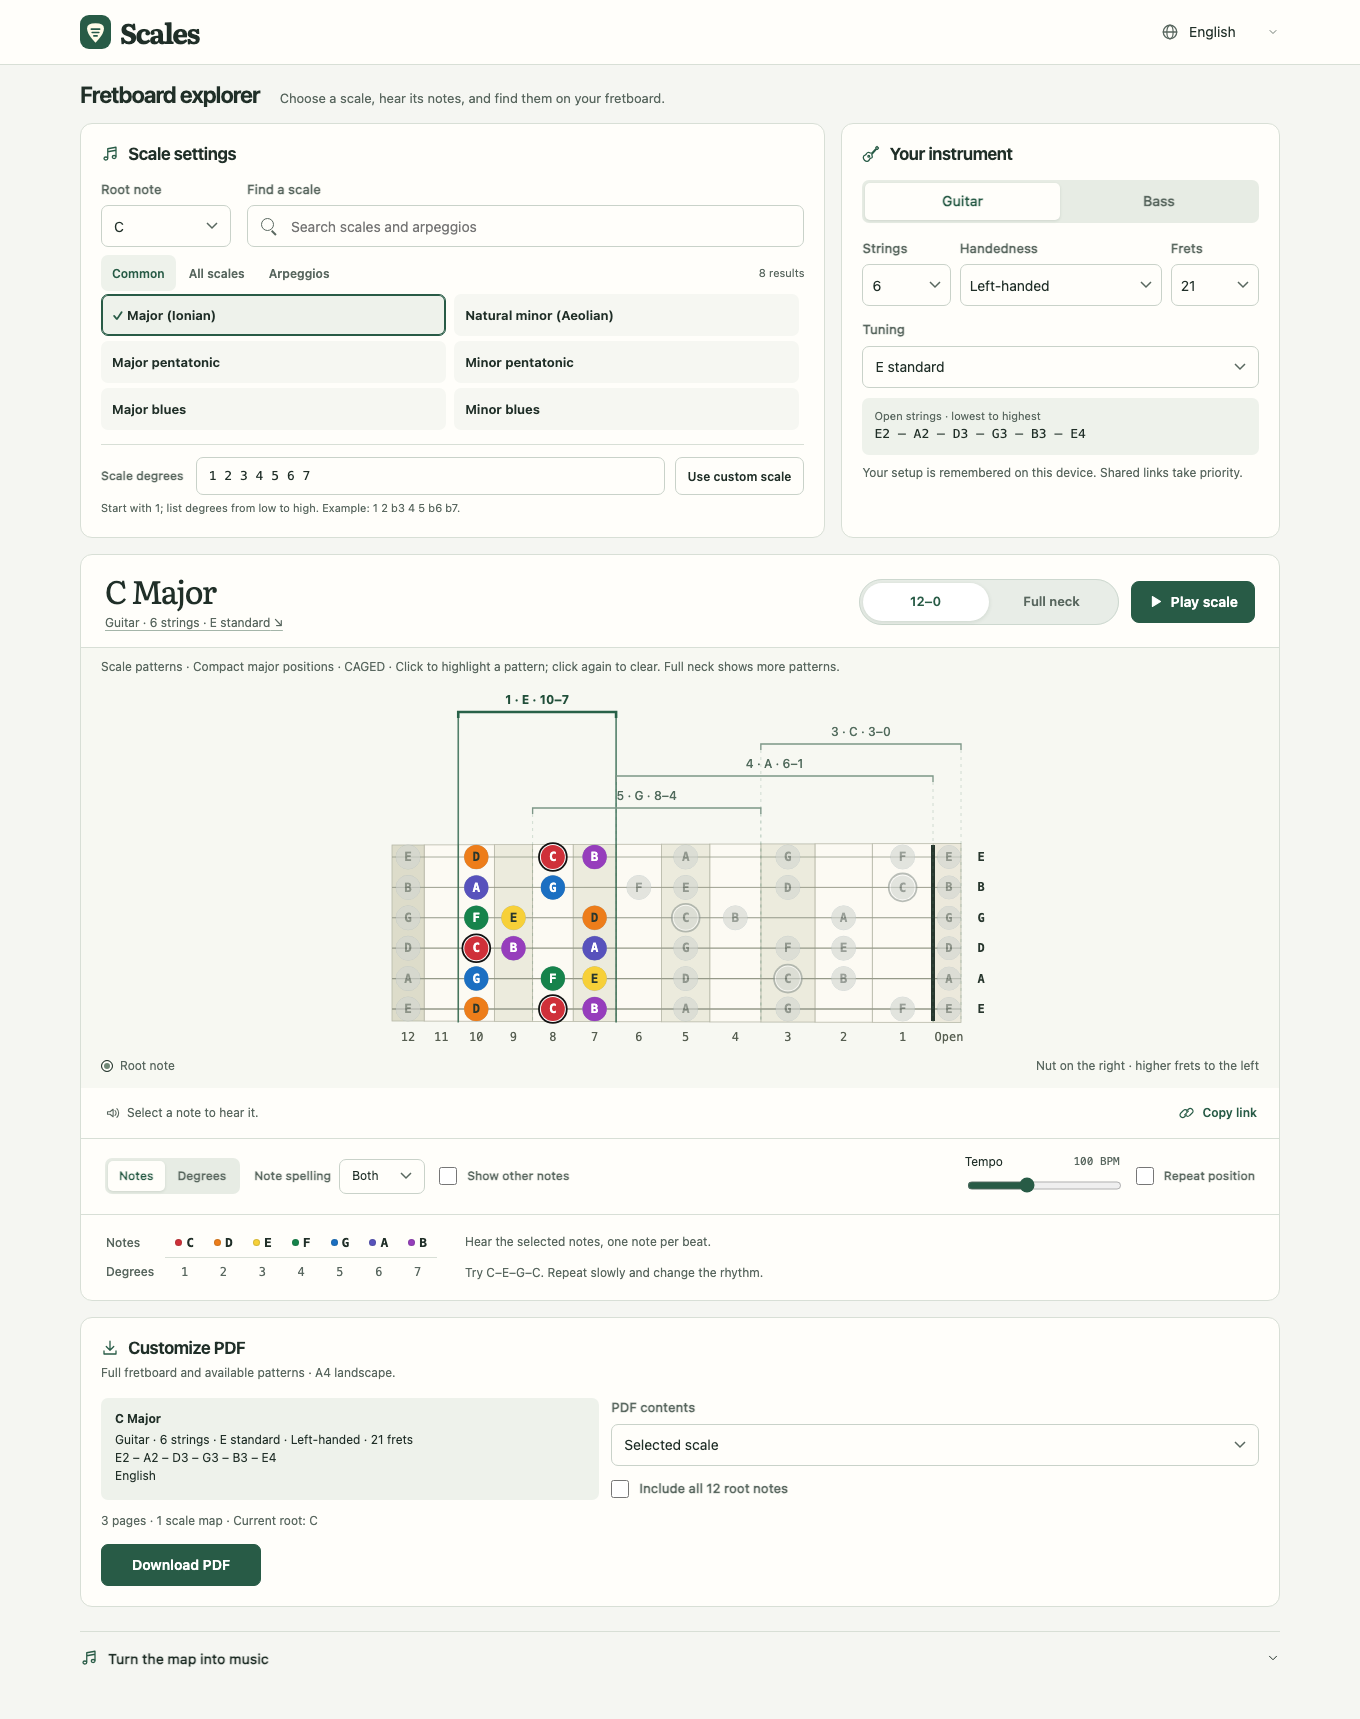 Scales
English
Fretboard explorer
Choose a scale, hear its notes, and find them on your fretboard.
Scale settings
Root note
Find a scale
C
Search scales and arpeggios
Common
All scales
Arpeggios
8 results
✓ Major (Ionian)
Natural minor (Aeolian)
Major pentatonic
Minor pentatonic
Major blues
Minor blues
Scale degrees
1 2 3 4 5 6 7
Use custom scale
Start with 1; list degrees from low to high. Example: 1 2 b3 4 5 b6 b7.
Your instrument
Guitar
Bass
Strings
Handedness
Frets
6
Left-handed
21
Tuning
E standard
Open strings · lowest to highest
E2 — A2 — D3 — G3 — B3 — E4
Your setup is remembered on this device. Shared links take priority.
C Major
Guitar · 6 strings · E standard ↘
12–0
Full neck
Play scale
Scale patterns · Compact major positions · CAGED · Click to highlight a pattern; click again to clear. Full neck shows more patterns.
1 · E · 10–7
3 · C · 3–0
4 · A · 6–1
5 · G · 8–4
E D C B A G F E E
B A G F E D C B B
G F E D C B A G G
D C B A G F E D D
A G F E D C B A A
E D C B A G F E E
12 11 10 9 8 7 6 5 4 3 2 1 Open
Root note
Nut on the right · higher frets to the left
Select a note to hear it.
Copy link
Notes
Degrees
Note spelling
Both
Show other notes
Tempo
100 BPM
Repeat position
Notes C D E F G A B
Hear the selected notes, one note per beat.
Degrees 1 2 3 4 5 6 7
Try C–E–G–C. Repeat slowly and change the rhythm.
Customize PDF
Full fretboard and available patterns · A4 landscape.
C Major
Guitar · 6 strings · E standard · Left-handed · 21 frets
E2 – A2 – D3 – G3 – B3 – E4
English
PDF contents
Selected scale
Include all 12 root notes
3 pages · 1 scale map · Current root: C
Download PDF
Turn the map into music